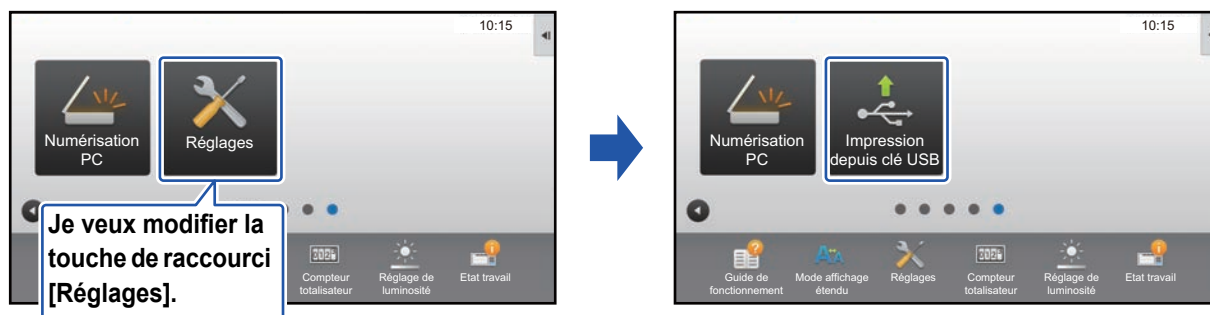 10:15
Numérisation
PC
Réglages
Je veux modifier la
touche de raccourci
[Réglages].
Compteur
totalisateur
Réglage de
luminosité
Etat travail
10:15
Numérisation
PC
Impression
depuis clé USB
Guide de
fonctionnement
Mode affichage
étendu
Réglages
Compteur
totalisateur
Réglage de
luminosité
Etat travail